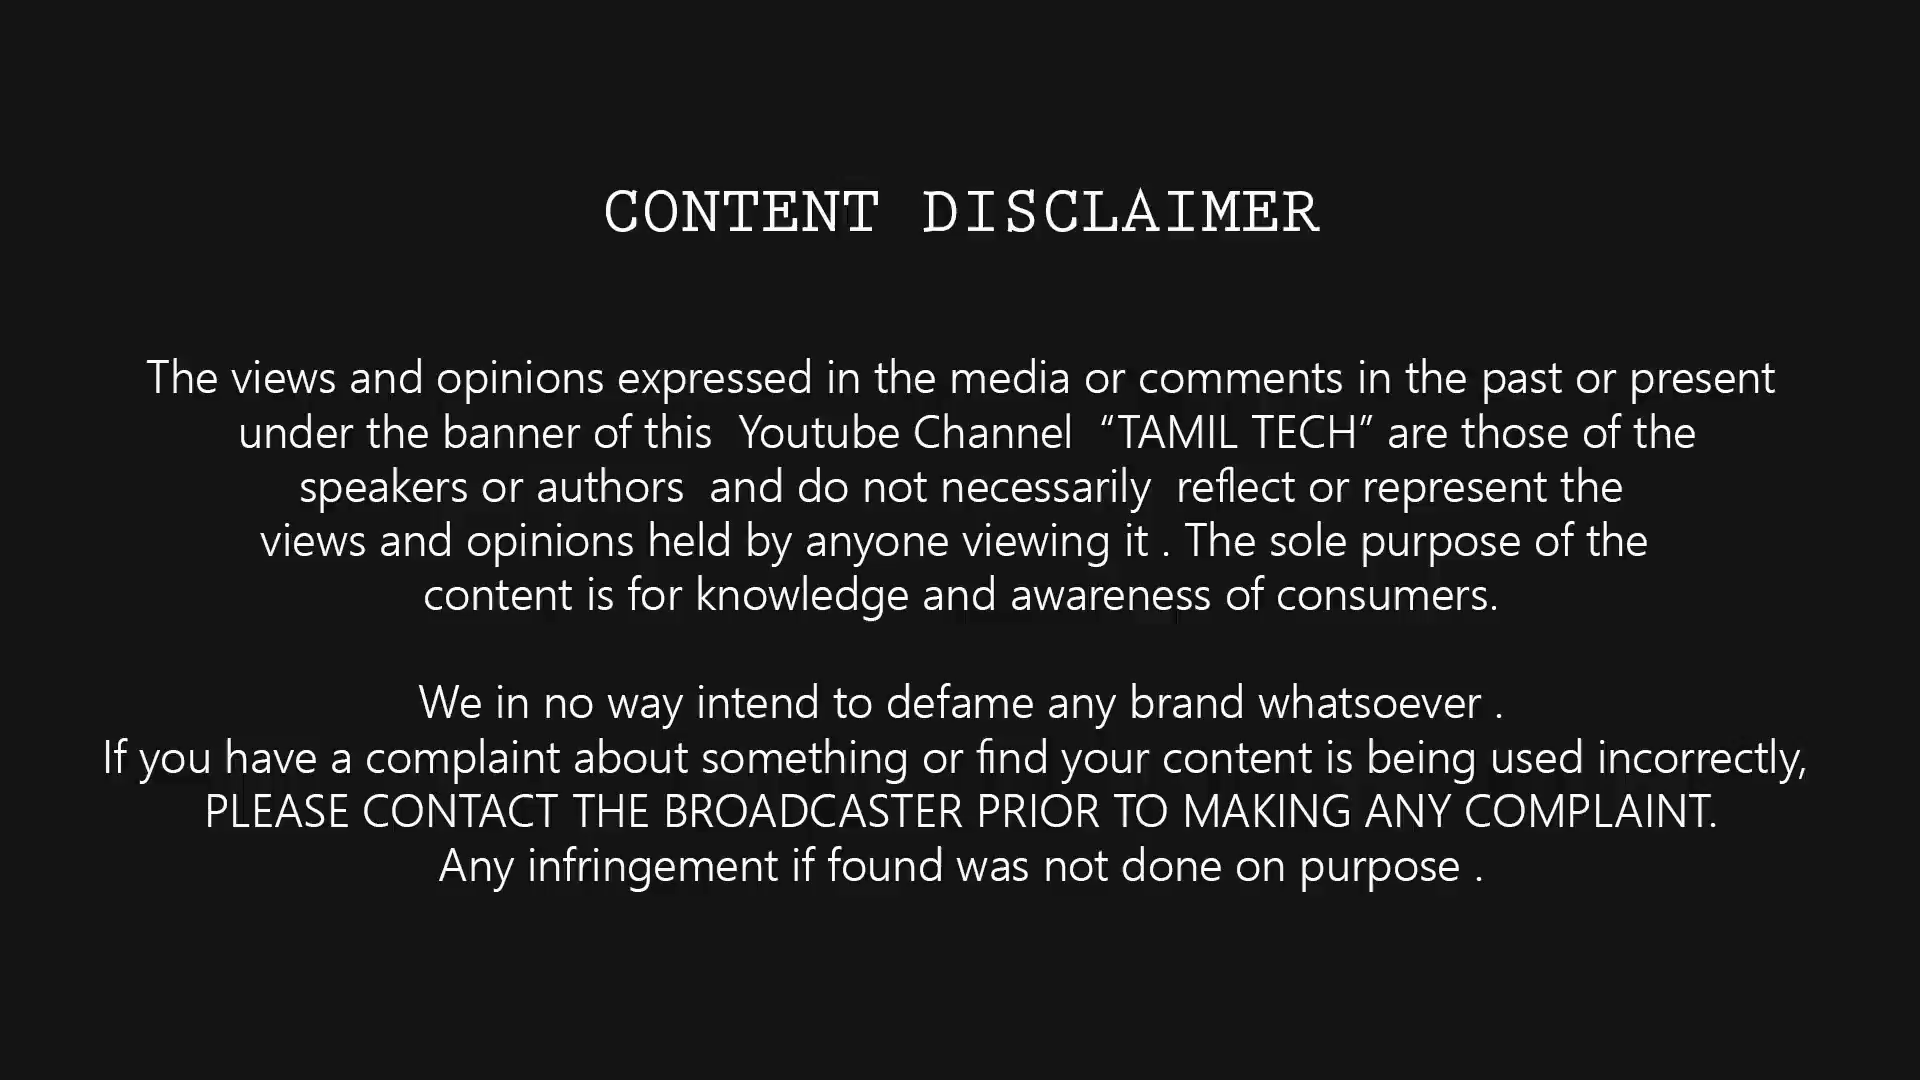 CONTENT DISCLAIMER
The views and opinions expressed in the media or comments in the past or present
under the banner of this Youtube Channel “TAMIL TECH” are those of the
speakers or authors and do not necessarily reflect or represent the
views and opinions held by anyone viewing it . The sole purpose of the
content is for knowledge and awareness of consumers.
We in no way intend to defame any brand whatsoever .
If you have a complaint about something or find your content is being used incorrectly,
PLEASE CONTACT THE BROADCASTER PRIOR TO MAKING ANY COMPLAINT.
Any infringement if found was not done on purpose .